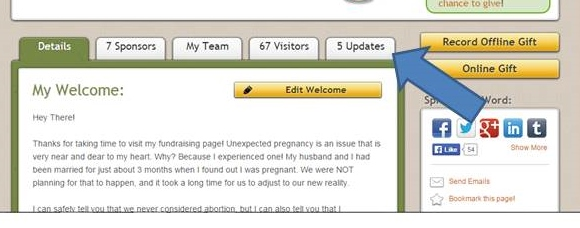 chance to give!
Details
7 Sponsors
My Team
67 Visitors
5 Updates
Record Offline Gift
Online Gift
My Welcome:
Edit Welcome
Hey There!
Thanks for taking time to visit my fundraising page! Unexpected pregnancy is an issue that is
very near and dear to my heart. Why? Because I experienced one! My husband and I had
been married for just about 3 months when I found out I was pregnant. We were NOT
planning for that to happen, and it took a long time for us to adjust to our new reality.
I can safely tell you that we never considered abortion, but I can also tell you that I
Word:
f
g+
in
t
f Like
54
Show More
Send Emails
Bookmark this page!